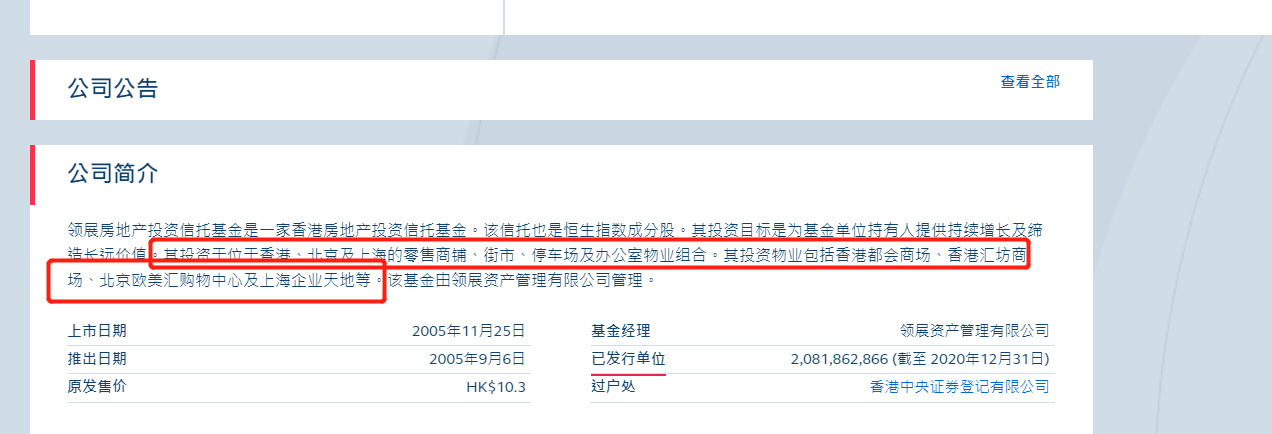 公司公告
查看全部
公司简介
领展房地产投资信托基金是一家香港房地产投资信托基金。该信托也是恒生指数成分股。其投资目标是为基金单位持有人提供持续增长及缔
造长远价值。其投资于位于香港、北京及上海的零售商铺、街市、停车场及办公室物业组合。其投资物业包括香港都会商场、香港汇坊商
场、北京欧美汇购物中心及上海企业天地等。该基金由领展资产管理有限公司管理。
上市日期 2005年11月25日 基金经理 领展资产管理有限公司
推出日期 2005年9月6日 已发行单位 2,081,862,866 (截至 2020年12月31日)
原发售价 HK$10.3 过户处 香港中央证券登记有限公司